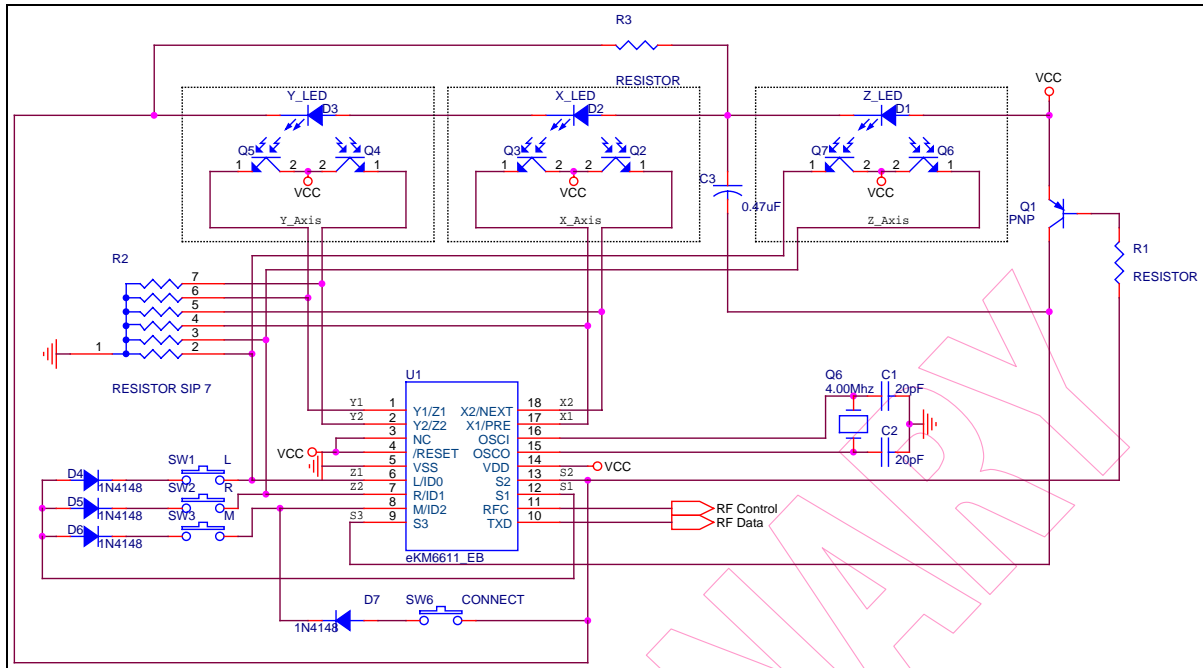 R3
RESISTOR
VCC
Y_LED
D3
X_LED
D2
Z_LED
D1
Q5
Q4
Q3
Q2
Q7
Q6
1 2 2 1
1 2 2 1
1 2 2 1
VCC
VCC
VCC
C3
0.47uF
Q1
PNP
Y_Axis
X_Axis
Z_Axis
R1
RESISTOR
R2
7
6
5
4
3
2
1
RESISTOR SIP 7
U1
Y1 1 Y1/Z1 X2/NEXT 18 X2
Y2 2 Y2/Z2 X1/PRE 17 X1
3 NC OSCI 16
VCC 4 /RESET OSCO 15
5 VSS VDD 14 VCC
Z1 6 L/ID0 S2 13 S2
Z2 7 R/ID1 S1 12 S1
8 M/ID2 RFC 11 RF Control
S3 9 S3 TXD 10 RF Data
eKM6611_EB
Q6
4.00Mhz
C1
20pF
C2
20pF
D4
1N4148
SW1 L
D5
1N4148
SW2 R
D6
1N4148
SW3 M
D7
1N4148
SW6
CONNECT